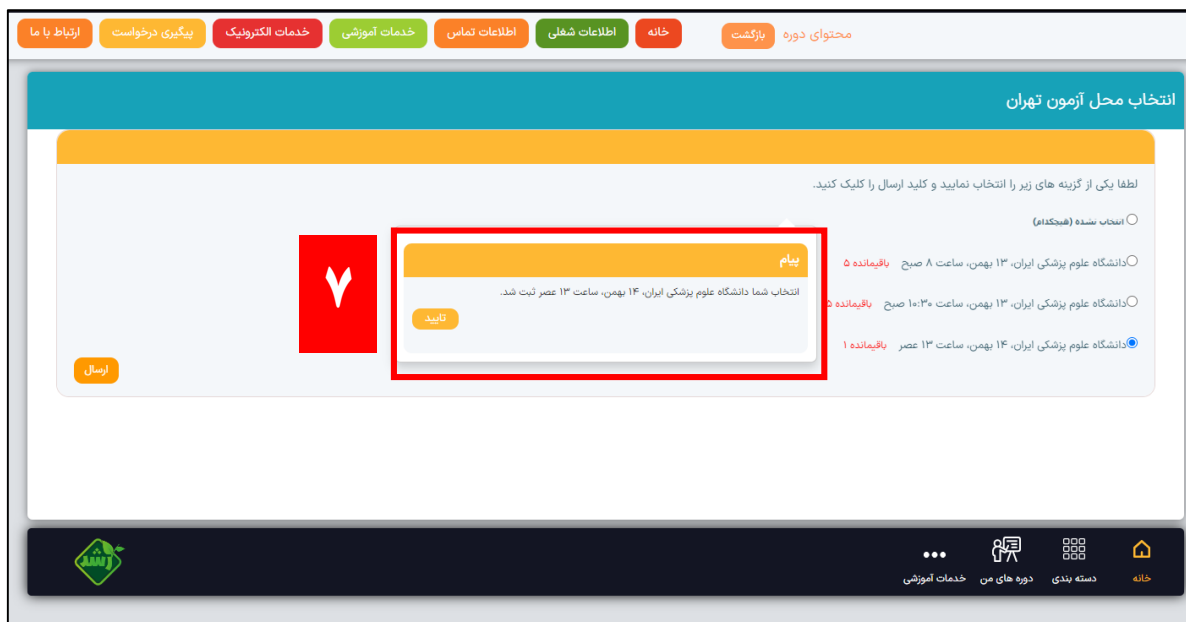 محتوای دوره بازگشت خانه اطلاعات شغلی اطلاعات تماس خدمات آموزشی خدمات الکترونیک پیگیری درخواست ارتباط با ما
انتخاب محل آزمون تهران
لطفا یکی از گزینه های زیر را انتخاب نمایید و کلید ارسال را کلیک کنید.
انتخاب نشده (هیچکدام)
دانشگاه علوم پزشکی ایران، ۱۳ بهمن، ساعت ۸ صبح باقیمانده ۵
دانشگاه علوم پزشکی ایران، ۱۳ بهمن، ساعت ۱۰:۳۰ صبح باقیمانده ۵
دانشگاه علوم پزشکی ایران، ۱۴ بهمن، ساعت ۱۳ عصر باقیمانده ۱
پیام
انتخاب شما دانشگاه علوم پزشکی ایران، ۱۴ بهمن، ساعت ۱۳ عصر ثبت شد.
تایید
۷
ارسال
خانه دسته بندی دوره های من خدمات آموزشی
رشد